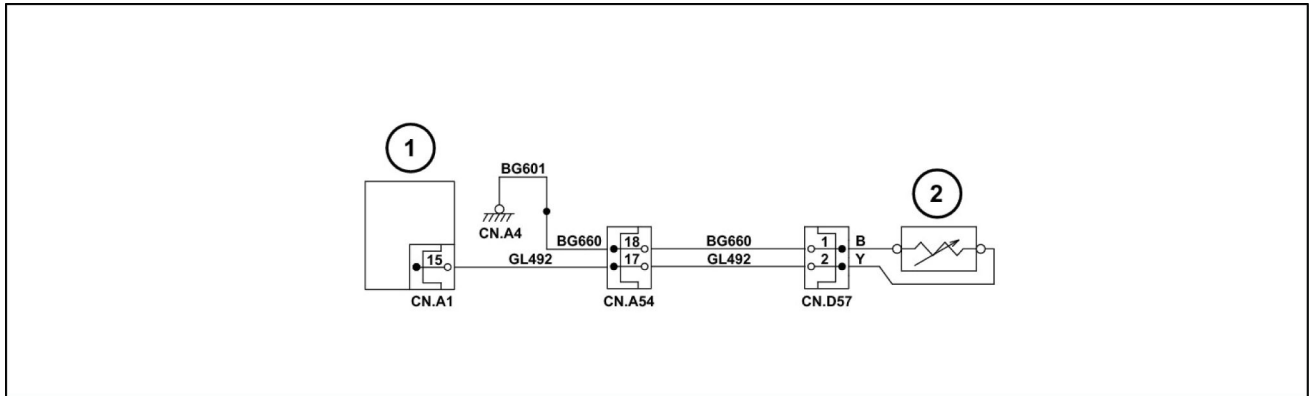 1
BG601
2
CN.A4
BG660
18
BG660
1
B
15
GL492
17
GL492
2
Y
CN.A1
CN.A54
CN.D57